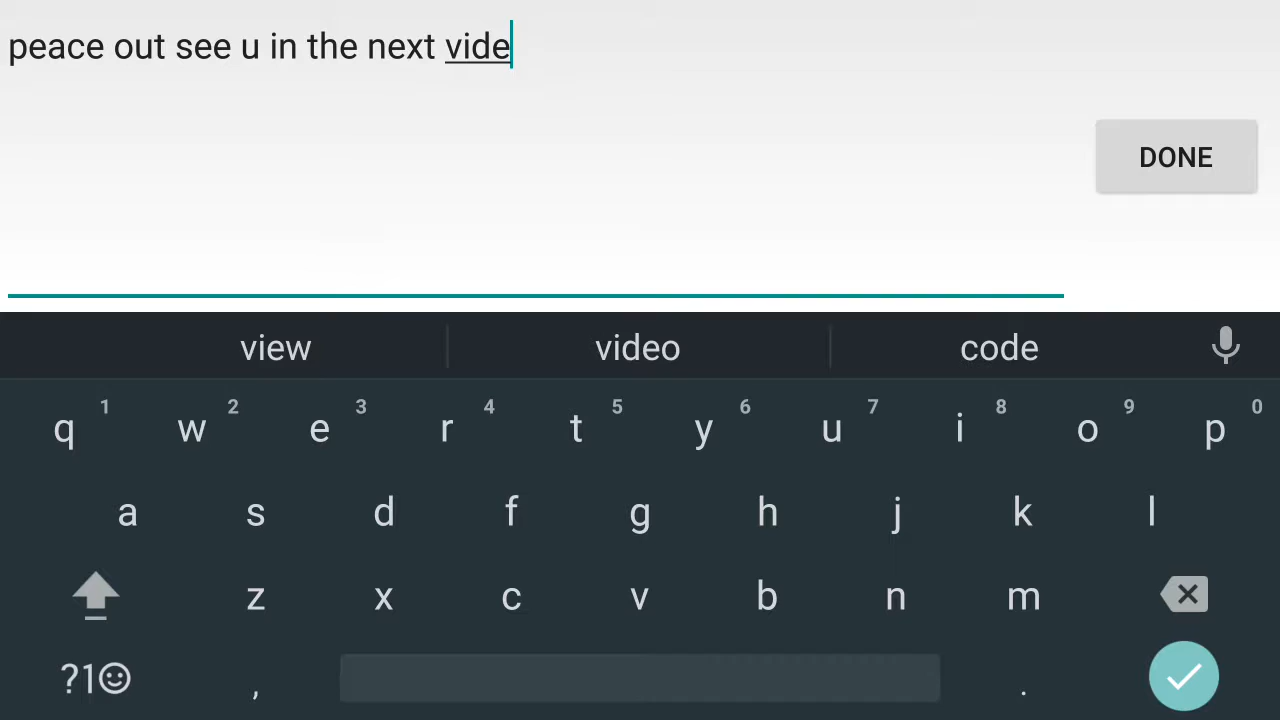 peace out see u in the next vide
DONE
view video code
q 1 w 2 e 3 r 4 t 5 y 6 u 7 i 8 o 9 p 0
a s d f g h j k l
z x c v b n m
?1☺ , .